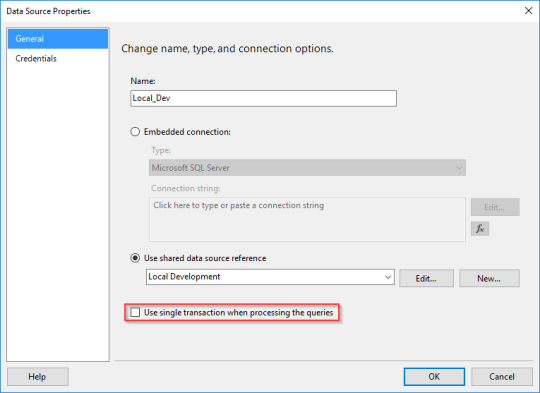 Data Source Properties
General
Credentials
Change name, type, and connection options.
Name:
Local_Dev
Embedded connection:
Type:
Microsoft SQL Server
Connection string:
Click here to type or paste a connection string
Edit...
fx
Use shared data source reference
Local Development
Edit...
New...
Use single transaction when processing the queries
Help
OK
Cancel